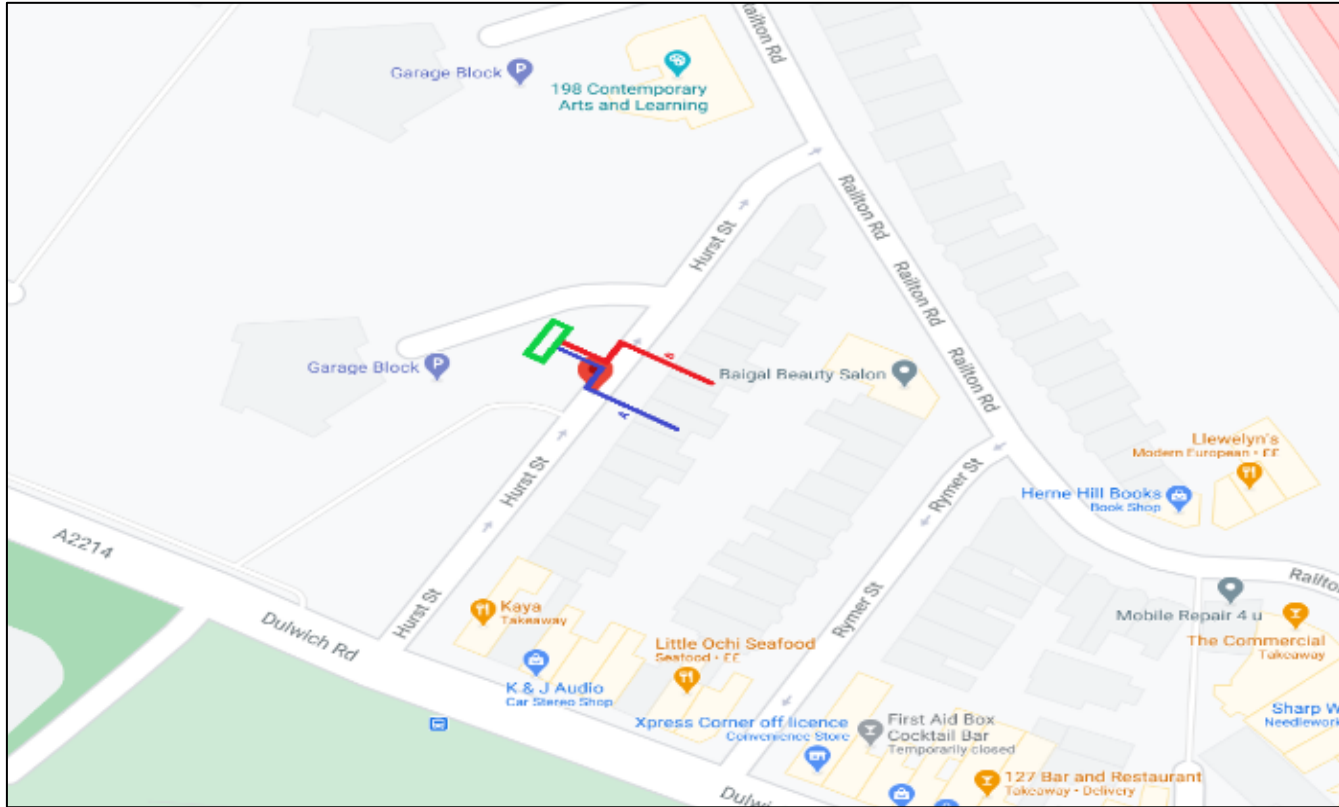 Railton Rd
Garage Block
P
198 Contemporary
Arts and Learning
Railton Rd
Hurst St
Railton Rd
Railton Rd
Railton Rd
Garage Block
P
Baigal Beauty Salon
A
Llewelyn's
Modern European • ££
Hurst St
Rymer St
Herne Hill Books
Book Shop
A2214
Hurst St
Rymer St
Railto
Mobile Repair 4 u
Kaya
Takeaway
Dulwich Rd
The Commercial
Takeaway
Little Ochi Seafood
Seafood • ££
K & J Audio
Car Stereo Shop
Xpress Corner off licence
Convenience Store
First Aid Box
Cocktail Bar
Temporarily closed
Sharp W
Needlework
127 Bar and Restaurant
Takeaway • Delivery
Dulwi